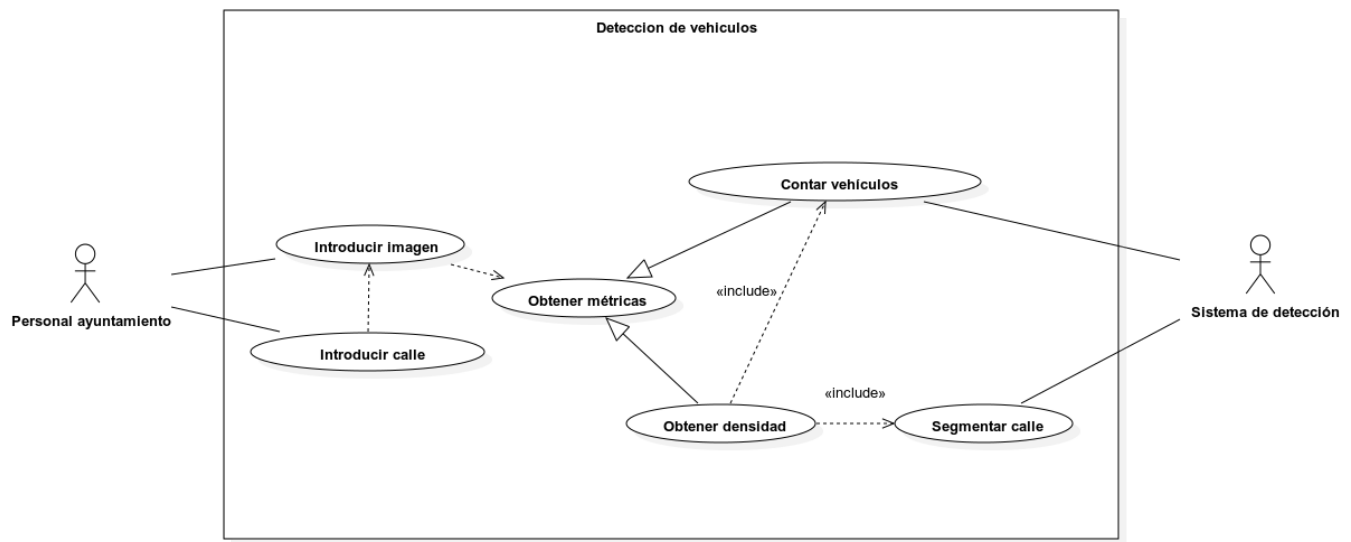 Deteccion de vehiculos
Contar vehículos
Introducir imagen
Obtener métricas
«include»
Personal ayuntamiento
Sistema de detección
Introducir calle
«include»
Obtener densidad
Segmentar calle